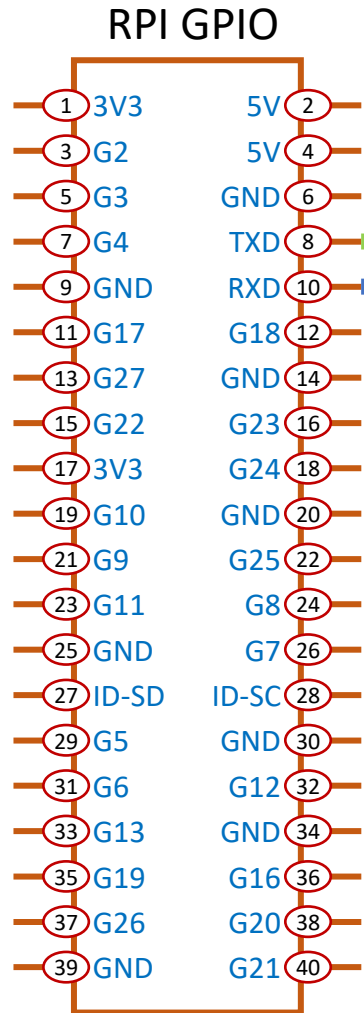 RPI GPIO
1 3V3 5V 2
3 G2 5V 4
5 G3 GND 6
7 G4 TXD 8
9 GND RXD 10
11 G17 G18 12
13 G27 GND 14
15 G22 G23 16
17 3V3 G24 18
19 G10 GND 20
21 G9 G25 22
23 G11 G8 24
25 GND G7 26
27 ID-SD ID-SC 28
29 G5 GND 30
31 G6 G12 32
33 G13 GND 34
35 G19 G16 36
37 G26 G20 38
39 GND G21 40